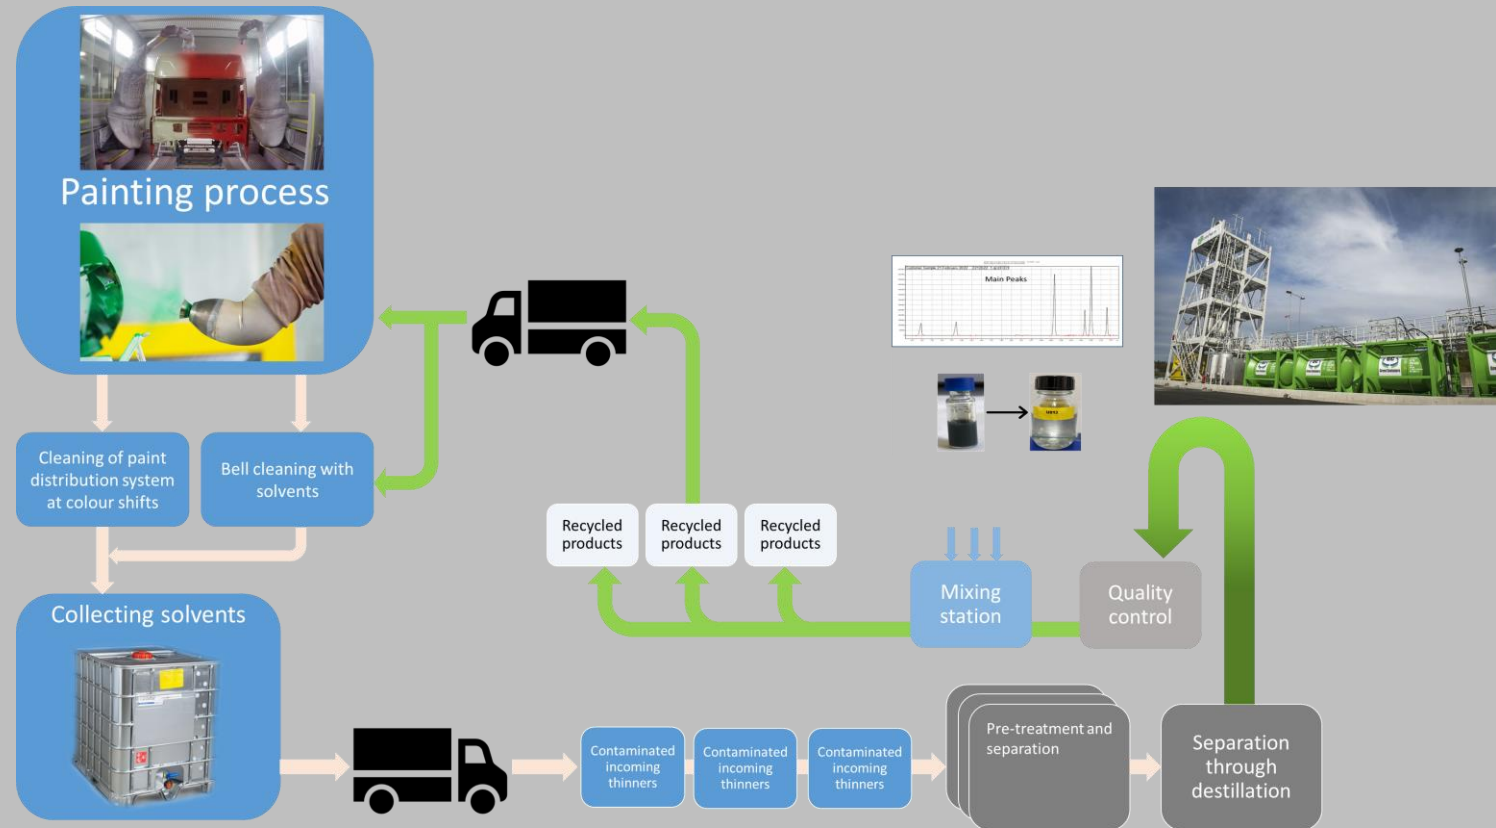 Painting process
Cleaning of paint
distribution system
at colour shifts
Bell cleaning with
solvents
Collecting solvents
Contaminated
incoming
thinners
Contaminated
incoming
thinners
Contaminated
incoming
thinners
Pre-treatment and
separation
Separation
through
destillation
Quality
control
Mixing
station
Recycled
products
Recycled
products
Recycled
products
Main Peaks